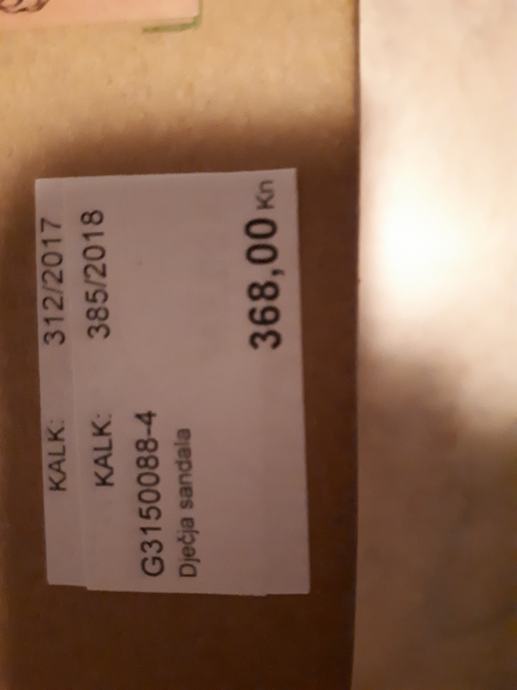 KALK: 312/2017
KALK: 385/2018
G3150088-4
Dječja sandala
368,00 Kn